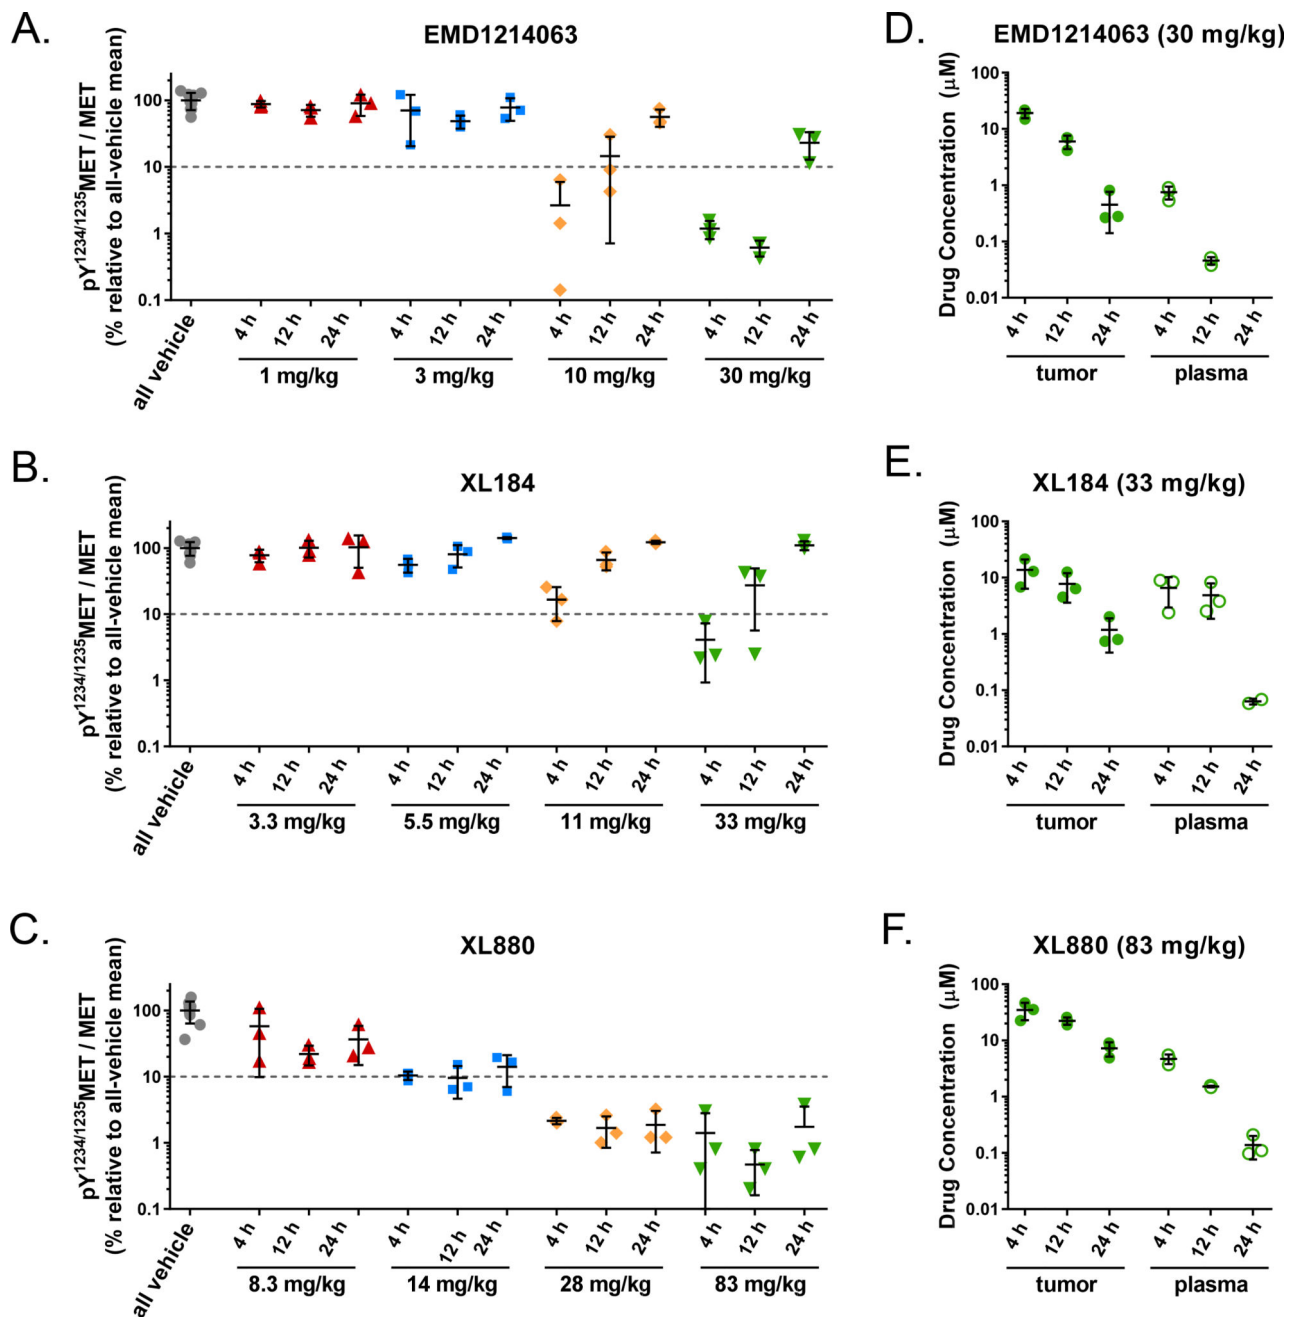 A.
EMD1214063
pY1234/1235MET / MET
(% relative to all-vehicle mean)
100
10
1
0.1
all vehicle
4 h
12 h
24 h
4 h
12 h
24 h
4 h
12 h
24 h
4 h
12 h
24 h
1 mg/kg
3 mg/kg
10 mg/kg
30 mg/kg
D.
EMD1214063 (30 mg/kg)
Drug Concentration (μM)
100
10
1
0.1
0.01
4 h
12 h
24 h
4 h
12 h
24 h
tumor
plasma
B.
XL184
pY1234/1235MET / MET
(% relative to all-vehicle mean)
100
10
1
0.1
all vehicle
4 h
12 h
24 h
4 h
12 h
24 h
4 h
12 h
24 h
4 h
12 h
24 h
3.3 mg/kg
5.5 mg/kg
11 mg/kg
33 mg/kg
E.
XL184 (33 mg/kg)
Drug Concentration (μM)
100
10
1
0.1
0.01
4 h
12 h
24 h
4 h
12 h
24 h
tumor
plasma
C.
XL880
pY1234/1235MET / MET
(% relative to all-vehicle mean)
100
10
1
0.1
all vehicle
4 h
12 h
24 h
4 h
12 h
24 h
4 h
12 h
24 h
4 h
12 h
24 h
8.3 mg/kg
14 mg/kg
28 mg/kg
83 mg/kg
F.
XL880 (83 mg/kg)
Drug Concentration (μM)
100
10
1
0.1
0.01
4 h
12 h
24 h
4 h
12 h
24 h
tumor
plasma